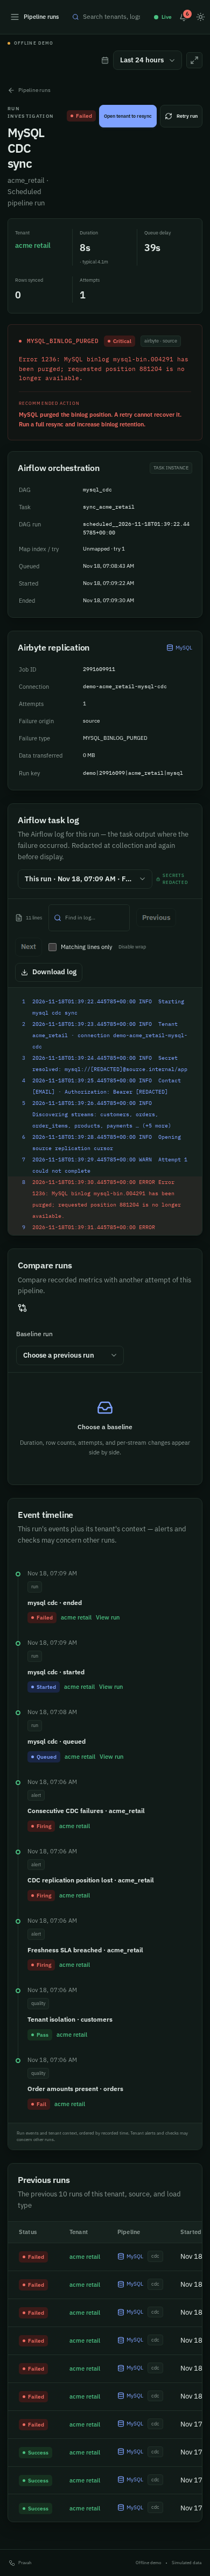 Pipeline runs
Search tenants, logs
Live
6
OFFLINE DEMO
Last 24 hours
Pipeline runs
RUN INVESTIGATION
MySQL CDC sync
acme_retail · Scheduled pipeline run
Failed
Open tenant to resync
Retry run
Tenant
acme retail
Duration
8s
· typical 4.2m
Queue delay
39s
Rows synced
0
Attempts
1
MYSQL_BINLOG_PURGED
Critical
airbyte · source
Error 1236: MySQL binlog mysql-bin.004291 has
been purged; requested position 881204 is no
longer available.
RECOMMENDED ACTION
MySQL purged the binlog position. A retry cannot recover it.
Run a full resync and increase binlog retention.
Airflow orchestration
TASK INSTANCE
DAG
mysql_cdc
Task
sync_acme_retail
DAG run
scheduled__2026-11-18T01:39:22.44
5785+00:00
Map index / try
Unmapped · try 1
Queued
Nov 18, 07:08:43 AM
Started
Nov 18, 07:09:22 AM
Ended
Nov 18, 07:09:30 AM
Airbyte replication
MySQL
Job ID
2991609911
Connection
demo-acme_retail-mysql-cdc
Attempts
1
Failure origin
source
Failure type
MYSQL_BINLOG_PURGED
Data transferred
0 MB
Run key
demo|29916099|acme_retail|mysql
Airflow task log
The Airflow log for this run — the task output where
the failure occurred. Redacted at collection and again
before display.
This run · Nov 18, 07:09 AM · F...
SECRETS REDACTED
11 lines
Find in log...
Previous
Next
Matching lines only
Disable wrap
Download log
1 2026-11-18T01:39:22.445785+00:00 INFO Starting
mysql cdc sync
2 2026-11-18T01:39:23.445785+00:00 INFO Tenant
acme_retail · connection demo-acme_retail-mysql-
cdc
3 2026-11-18T01:39:24.445785+00:00 INFO Secret
resolved: mysql://[REDACTED]@source.internal/app
4 2026-11-18T01:39:25.445785+00:00 INFO Contact
[EMAIL] · Authorization: Bearer [REDACTED]
5 2026-11-18T01:39:26.445785+00:00 INFO
Discovering streams: customers, orders,
order_items, products, payments … (+5 more)
6 2026-11-18T01:39:28.445785+00:00 INFO Opening
source replication cursor
7 2026-11-18T01:39:29.445785+00:00 WARN Attempt 1
could not complete
8 2026-11-18T01:39:30.445785+00:00 ERROR Error
1236: MySQL binlog mysql-bin.004291 has been
purged; requested position 881204 is no longer
available.
9 2026-11-18T01:39:31.445785+00:00 ERROR
Compare runs
Compare recorded metrics with another attempt of this
pipeline.
Baseline run
Choose a previous run
Choose a baseline
Duration, row counts, attempts, and per-stream changes appear
side by side.
Event timeline
This run's events plus its tenant's context — alerts and
checks may concern other runs.
Nov 18, 07:09 AM
run
mysql cdc · ended
Failed acme retail View run
Nov 18, 07:09 AM
run
mysql cdc · started
Started acme retail View run
Nov 18, 07:08 AM
run
mysql cdc · queued
Queued acme retail View run
Nov 18, 07:06 AM
alert
Consecutive CDC failures · acme_retail
Firing acme retail
Nov 18, 07:06 AM
alert
CDC replication position lost · acme_retail
Firing acme retail
Nov 18, 07:06 AM
alert
Freshness SLA breached · acme_retail
Firing acme retail
Nov 18, 07:06 AM
quality
Tenant isolation · customers
Pass acme retail
Nov 18, 07:06 AM
quality
Order amounts present · orders
Fail acme retail
Run events and tenant context, ordered by recorded time. Tenant alerts and checks may
concern other runs.
Previous runs
The previous 10 runs of this tenant, source, and load
type
Status Tenant Pipeline Started
Failed acme retail MySQL cdc Nov 18
Failed acme retail MySQL cdc Nov 18
Failed acme retail MySQL cdc Nov 18
Failed acme retail MySQL cdc Nov 18
Failed acme retail MySQL cdc Nov 18
Failed acme retail MySQL cdc Nov 18
Failed acme retail MySQL cdc Nov 17
Success acme retail MySQL cdc Nov 17
Success acme retail MySQL cdc Nov 17
Success acme retail MySQL cdc Nov 17
Offline demo • Simulated data